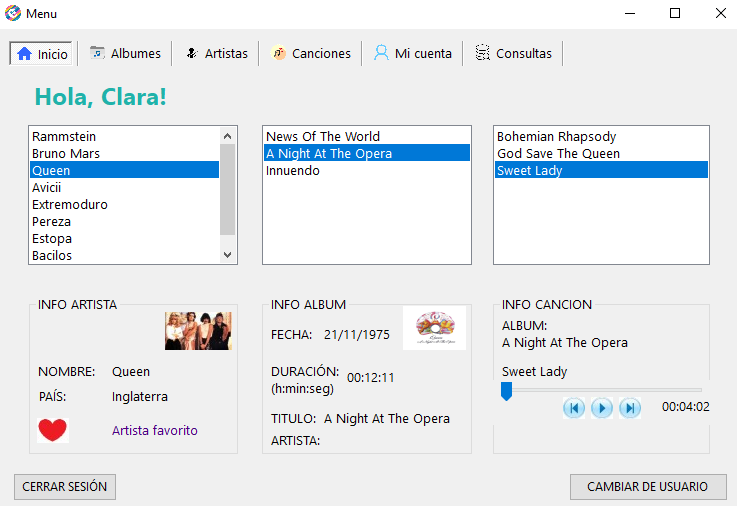 Menu
Inicio
Albumes
Artistas
Canciones
Mi cuenta
Consultas
Hola, Clara!
Rammstein
Bruno Mars
Queen
Avicii
Extremoduro
Pereza
Estopa
Bacilos
News Of The World
A Night At The Opera
Innuendo
Bohemian Rhapsody
God Save The Queen
Sweet Lady
INFO ARTISTA
NOMBRE: Queen
PAÍS: Inglaterra
Artista favorito
INFO ALBUM
FECHA: 21/11/1975
DURACIÓN: 00:12:11
(h:min:seg)
TITULO: A Night At The Opera
ARTISTA:
INFO CANCION
ALBUM:
A Night At The Opera
Sweet Lady
00:04:02
CERRAR SESIÓN
CAMBIAR DE USUARIO